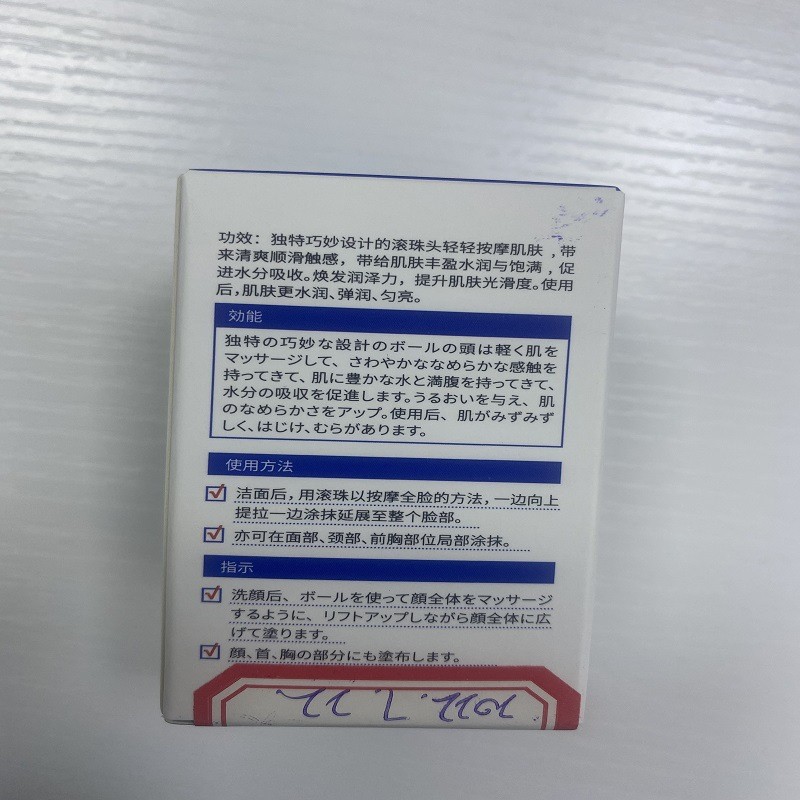 功效：独特巧妙设计的滚珠头轻轻按摩肌肤，带
来清爽顺滑触感，带给肌肤丰盈水润与饱满，促
进水分吸收。焕发润泽力，提升肌肤光滑度。使用
后，肌肤更水润、弹润、匀亮。
効能
独特の巧妙な設計のボールの頭は軽く肌を
マッサージして、さわやかななめらかな感触を
持ってきて、肌に豊かな水と満腹を持ってきて、
水分の吸収を促進します。うるおいを与え、肌
のなめらかさをアップ。使用后、肌がみずみず
しく、はじけ、むらがあります。
使用方法
洁面后，用滚珠以按摩全脸的方法，一边向上
提拉一边涂抹延展至整个脸部。
亦可在面部、颈部、前胸部位局部涂抹。
指示
洗顔后、ボールを使って顔全体をマッサージ
するように、リフトアップしながら顔全体に広
げて塗ります。
顔、首、胸の部分にも塗布します。
2022.7.22